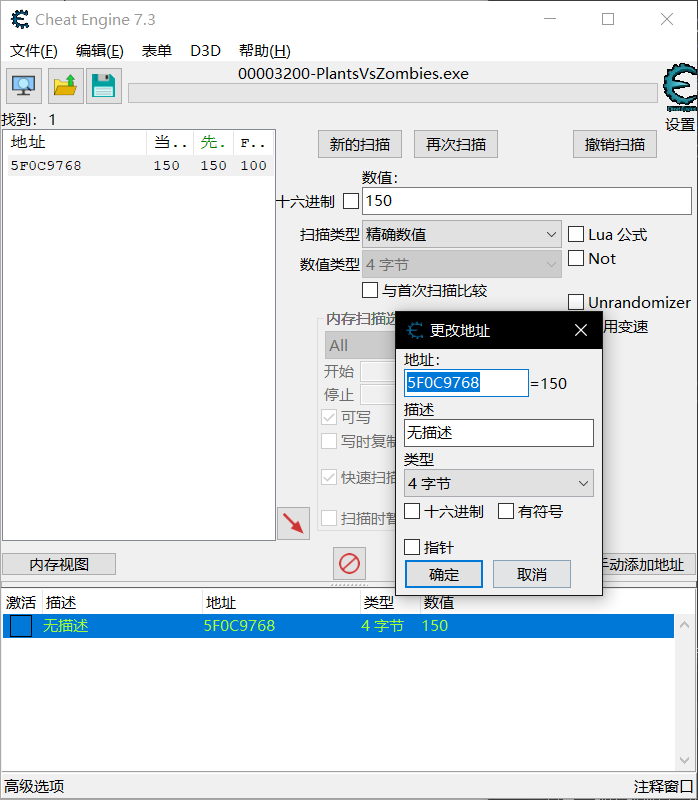 Cheat Engine 7.3
文件(F) 编辑(E) 表单 D3D 帮助(H)
00003200-PlantsVsZombies.exe
设置
找到： 1
地址 当.. 先. F..
5F0C9768 150 150 100
新的扫描 再次扫描 撤销扫描
数值：
十六进制 150
扫描类型 精确数值
Lua 公式
数值类型 4 字节
Not
与首次扫描比较
Unrandomizer
用变速
内存扫描选
All
开始
停止
可写
写时复制
快速扫描
扫描时暂
更改地址
地址：
5F0C9768 =150
描述
无描述
类型
4 字节
十六进制 有符号
指针
确定 取消
内存视图
手动添加地址
激活 描述 地址 类型 数值
无描述 5F0C9768 4 字节 150
高级选项 注释窗口